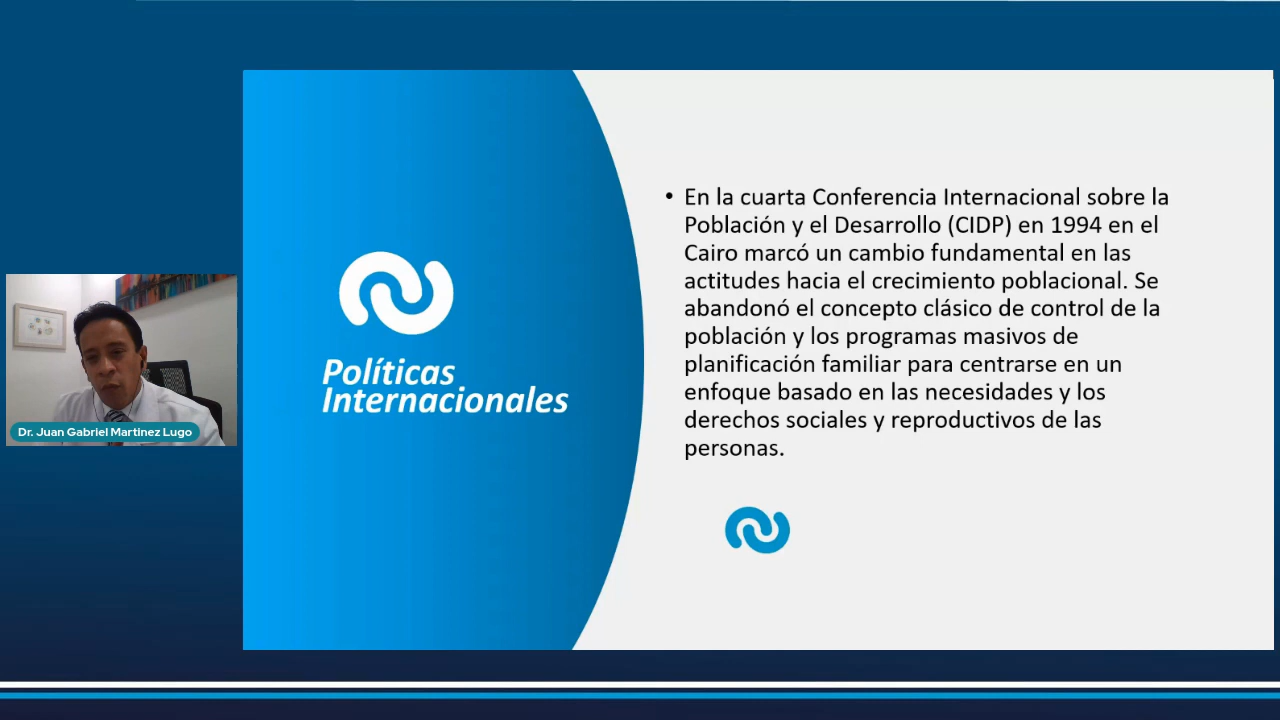 Políticas
Internacionales
• En la cuarta Conferencia Internacional sobre la
Población y el Desarrollo (CIDP) en 1994 en el
Cairo marcó un cambio fundamental en las
actitudes hacia el crecimiento poblacional. Se
abandonó el concepto clásico de control de la
población y los programas masivos de
planificación familiar para centrarse en un
enfoque basado en las necesidades y los
derechos sociales y reproductivos de las
personas.
Dr. Juan Gabriel Martinez Lugo